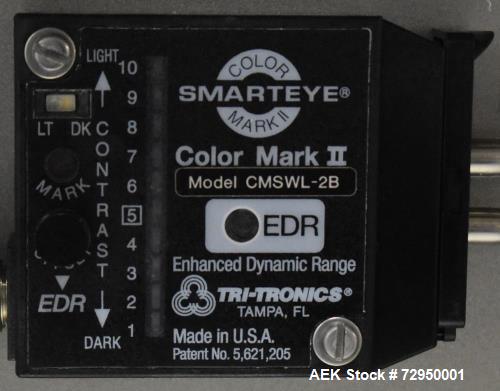 LIGHT
10
9
8
7
6
5
4
3
2
1
DARK
LT DK
CONTRAST
MARK
OFFSET
EDR
COLOR
SMARTEYE®
MARK II
Color Mark II
Model CMSWL-2B
EDR
Enhanced Dynamic Range
TRI-TRONICS®
TAMPA, FL
Made in U.S.A.
Patent No. 5,621,205
AEK Stock # 72950001